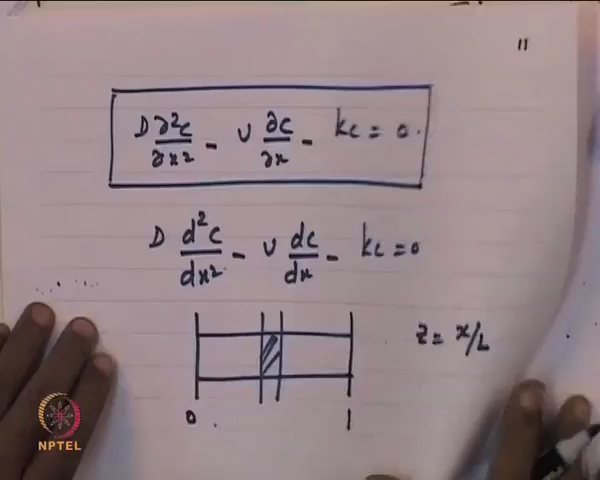 11
D ∂²c/∂x² - U ∂c/∂x - kc = 0.
D d²c/dx² - U dc/dx - kc = 0
z = x/L
0 1
NPTEL